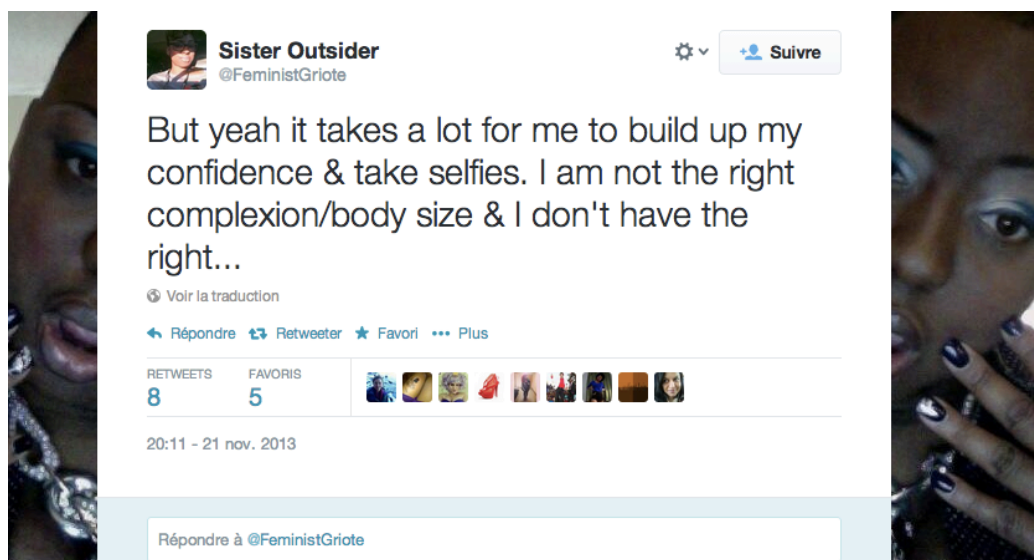 Sister Outsider
@FeministGriote
Suivre
But yeah it takes a lot for me to build up my
confidence & take selfies. I am not the right
complexion/body size & I don't have the
right...
Voir la traduction
Répondre Retweeter Favori Plus
RETWEETS FAVORIS
8 5
20:11 - 21 nov. 2013
Répondre à @FeministGriote